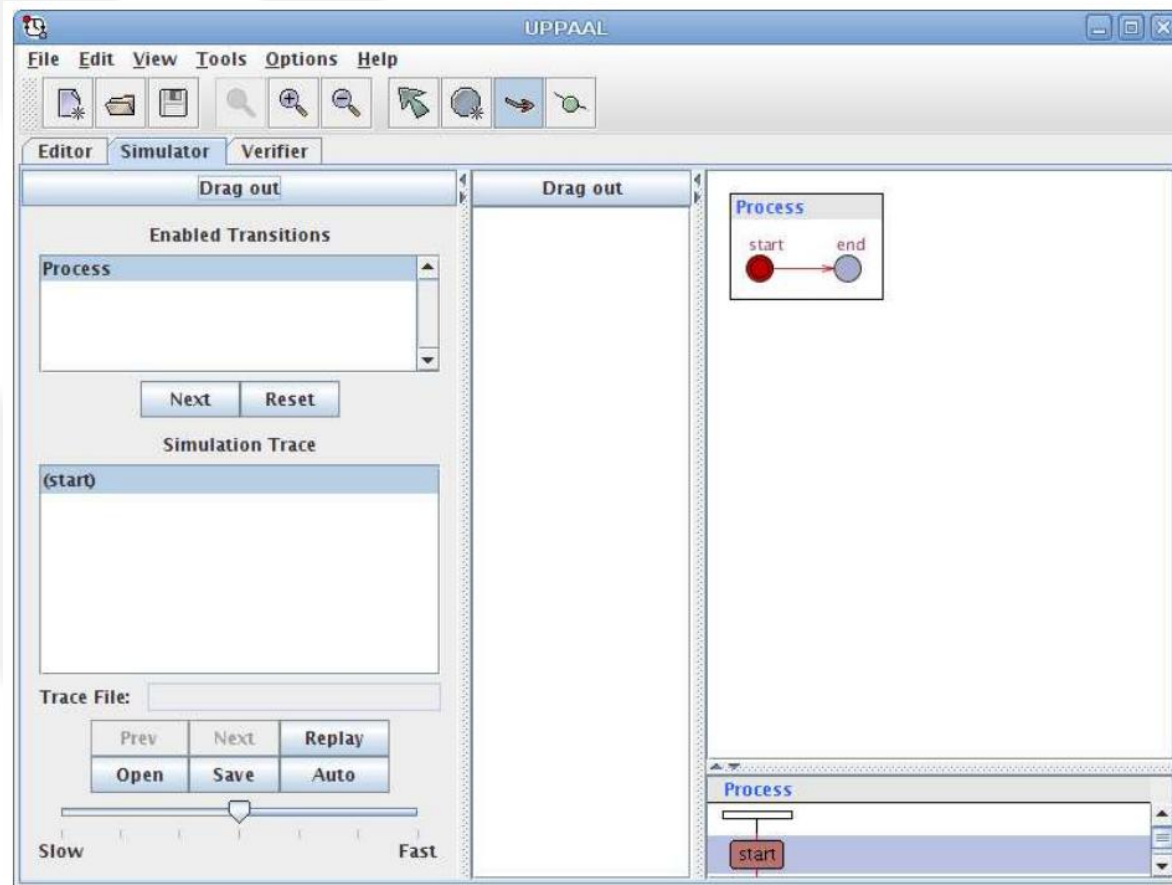 UPPAAL
File Edit View Tools Options Help
Editor Simulator Verifier
Drag out
Enabled Transitions
Process
Next Reset
Simulation Trace
(start)
Trace File:
Prev Next Replay
Open Save Auto
Slow Fast
Drag out
Process
start end
Process
start